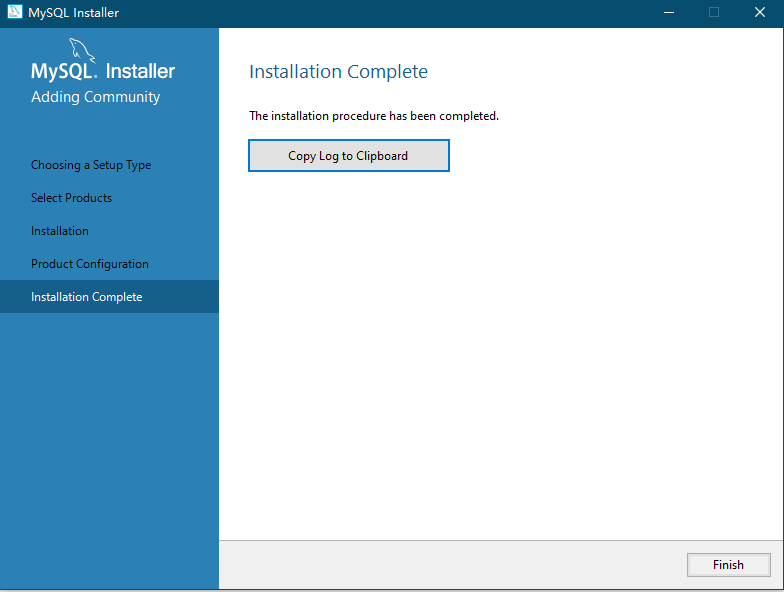 MySQL Installer
MySQL. Installer
Adding Community
Choosing a Setup Type
Select Products
Installation
Product Configuration
Installation Complete
Installation Complete
The installation procedure has been completed.
Copy Log to Clipboard
Finish